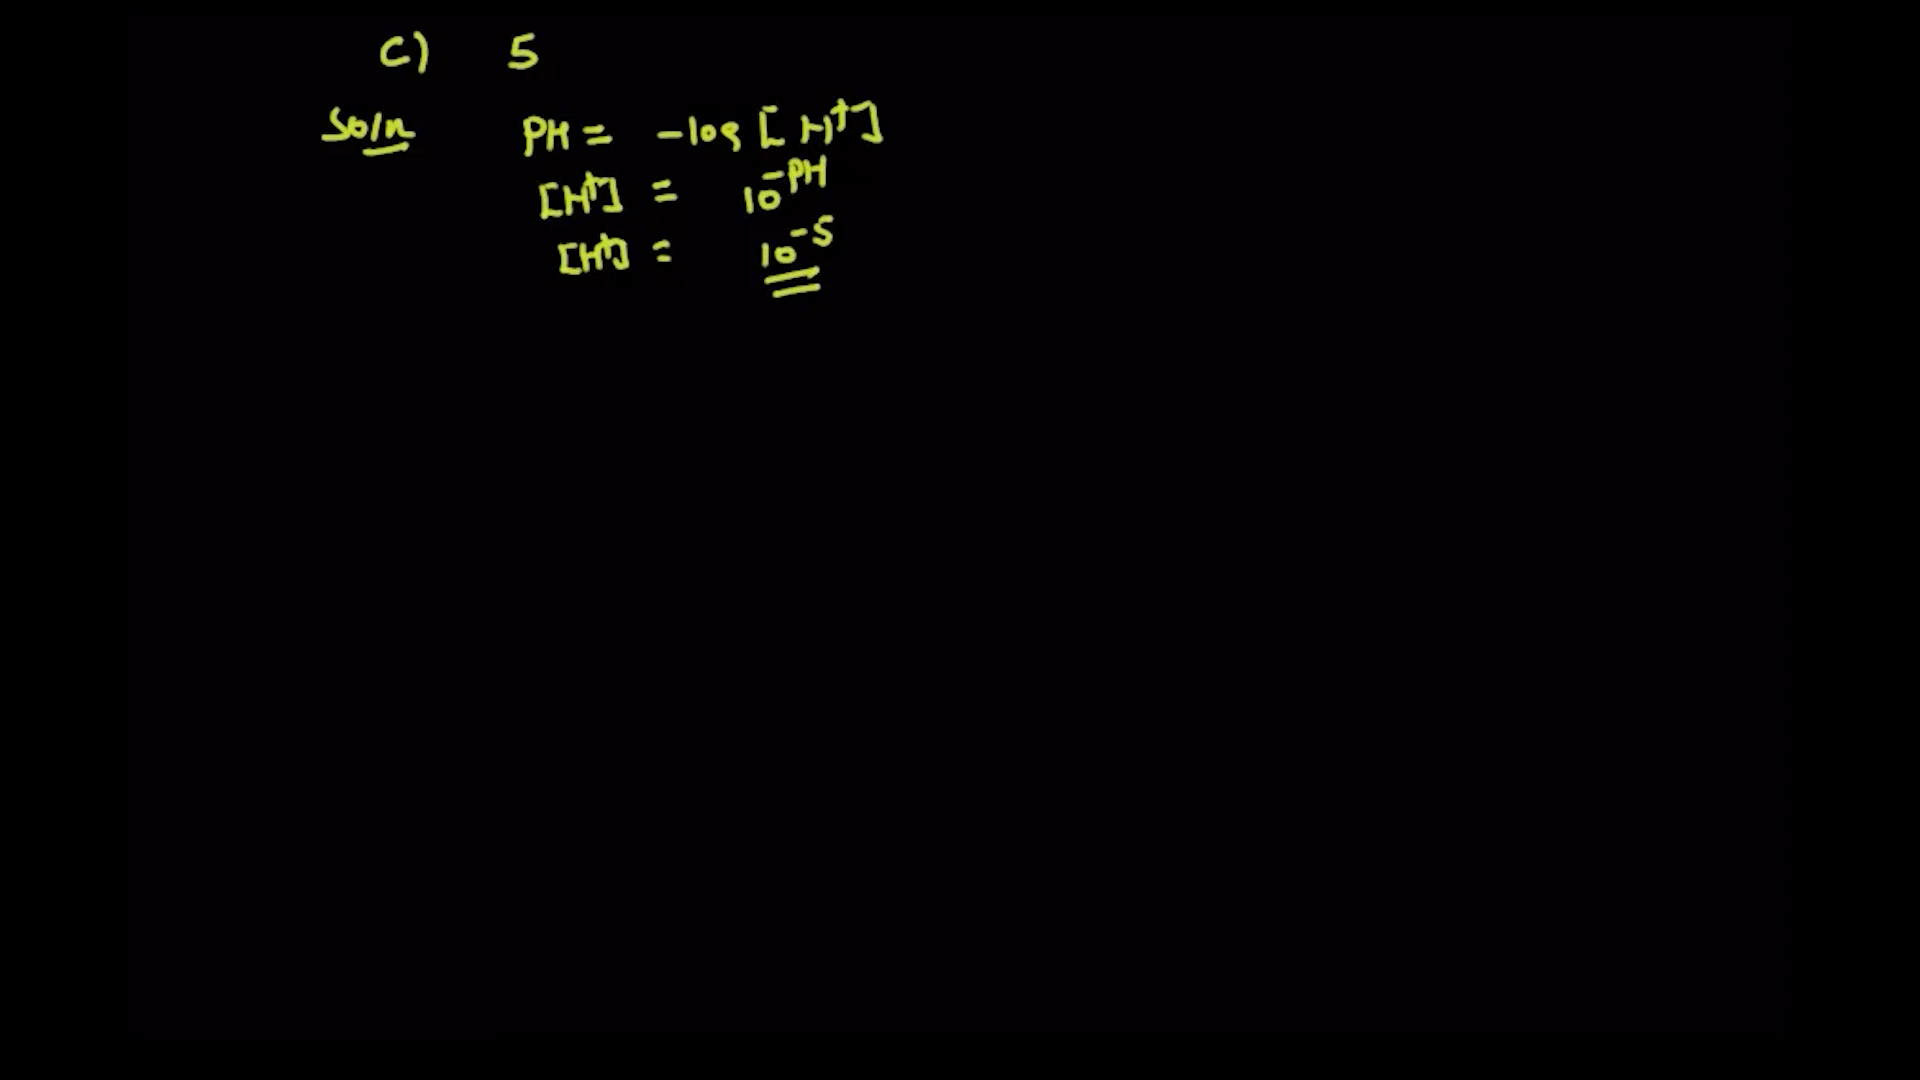 C) 5
Soln PH = -log [H⁺]
[H⁺] = 10⁻ᴾᴴ
[H⁺] = 10⁻⁵